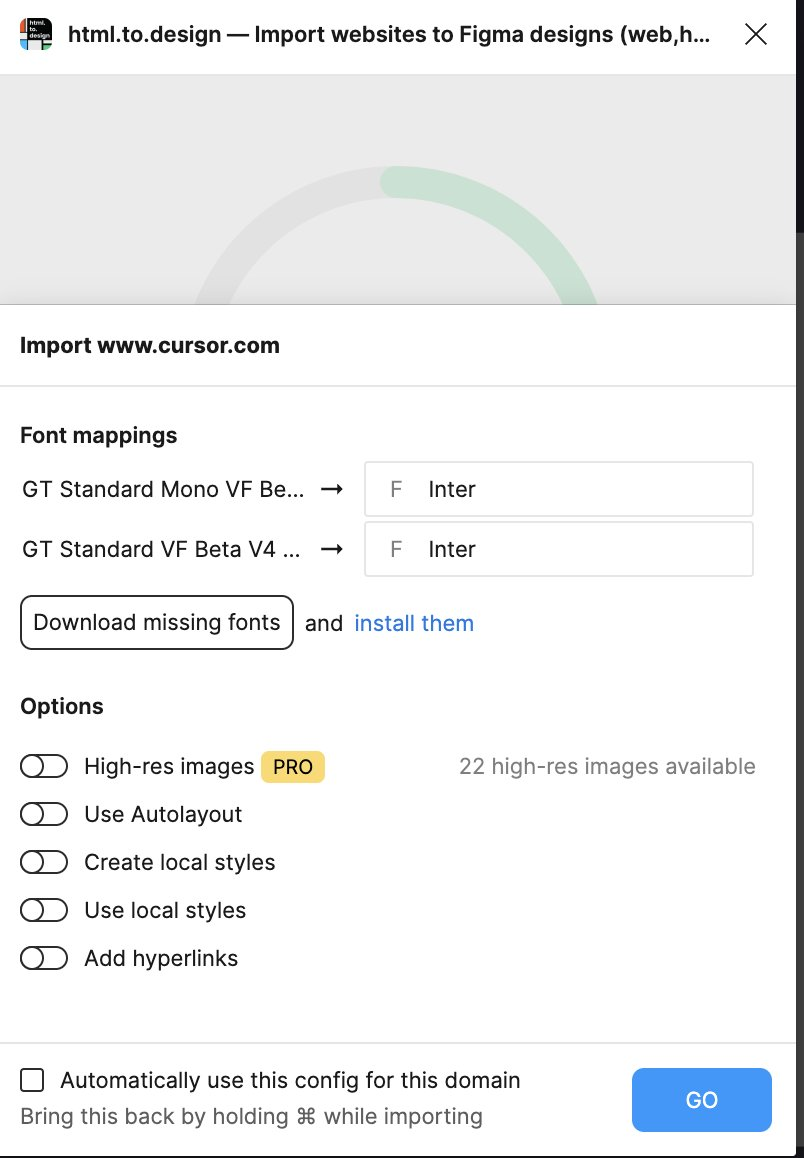 html.
to.
design
html.to.design — Import websites to Figma designs (web,h...
Import www.cursor.com
Font mappings
GT Standard Mono VF Be... → F Inter
GT Standard VF Beta V4 ... → F Inter
Download missing fonts and install them
Options
High-res images PRO 22 high-res images available
Use Autolayout
Create local styles
Use local styles
Add hyperlinks
Automatically use this config for this domain
Bring this back by holding ⌘ while importing
GO